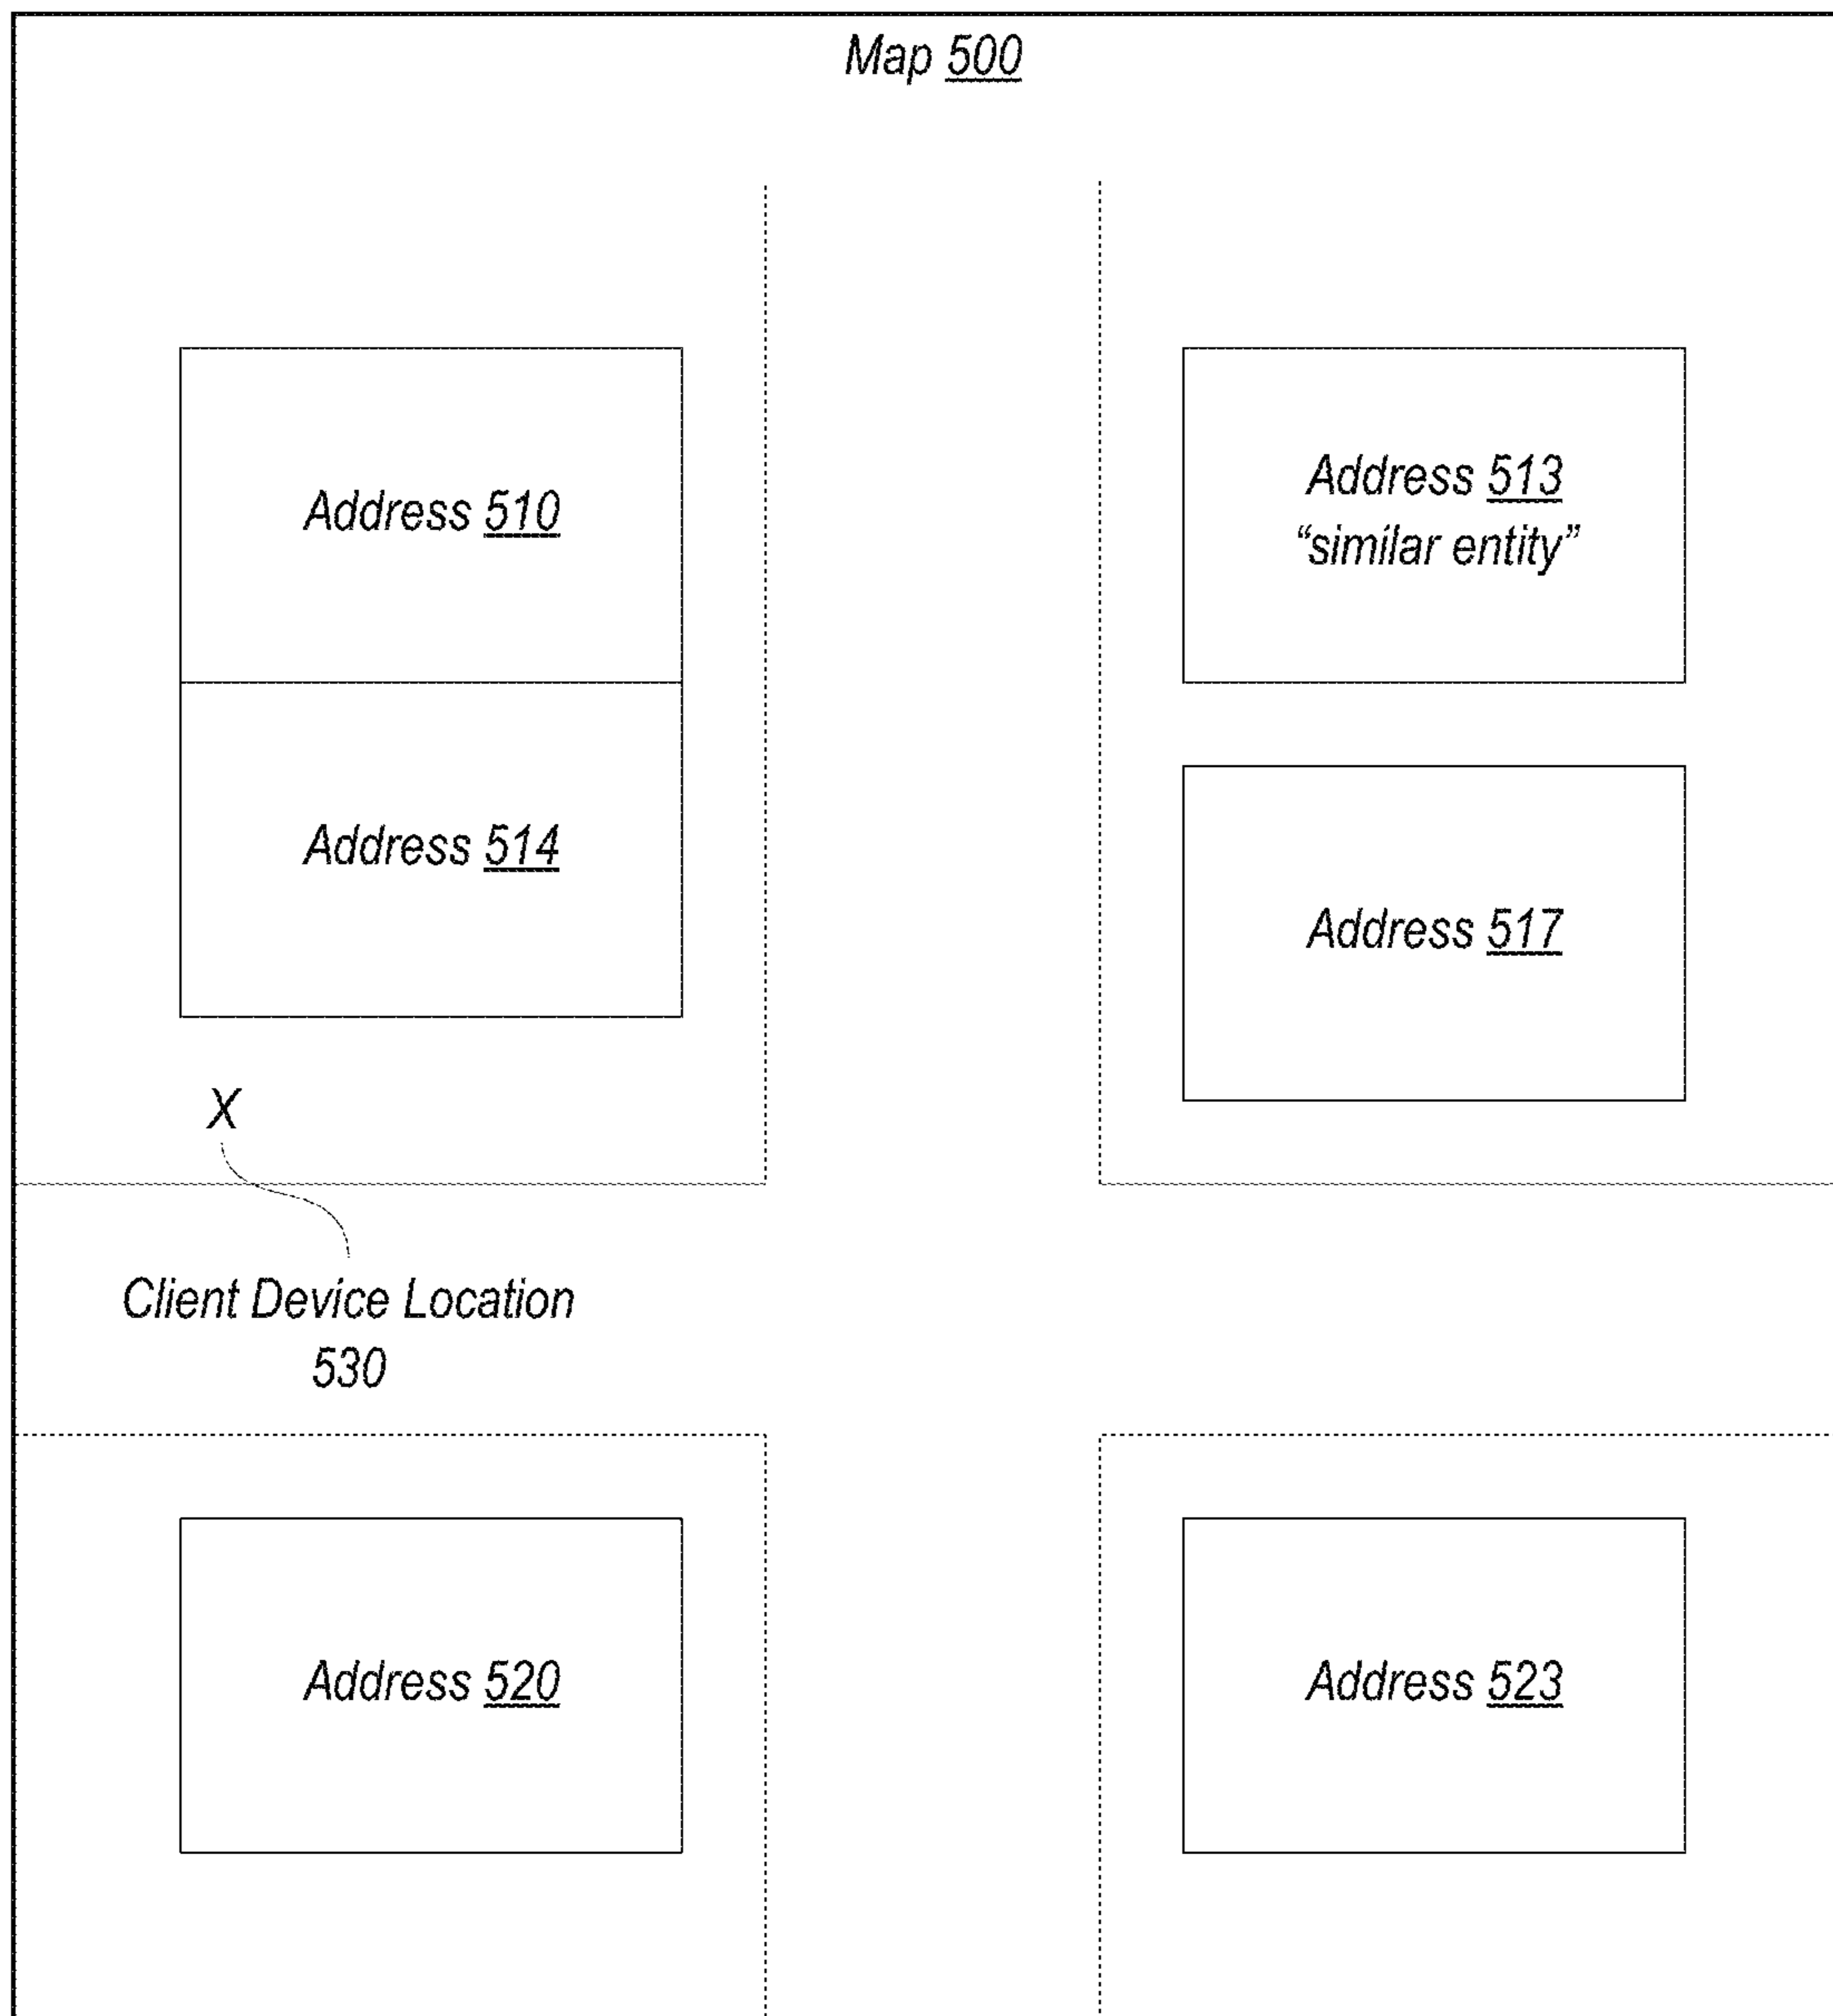 Map 500
Address 510
Address 513
“similar entity”
Address 514
Address 517
X
Client Device Location
530
Address 520
Address 523